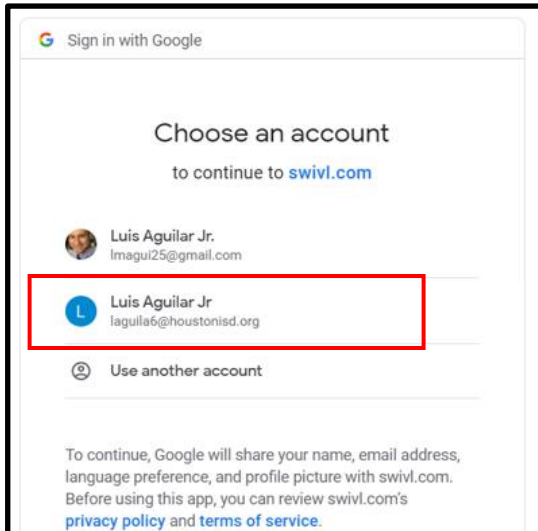 Sign in with Google
Choose an account
to continue to swivl.com
Luis Aguilar Jr.
lmagui25@gmail.com
L
Luis Aguilar Jr
laguila6@houstonisd.org
Use another account
To continue, Google will share your name, email address,
language preference, and profile picture with swivl.com.
Before using this app, you can review swivl.com's
privacy policy and terms of service.